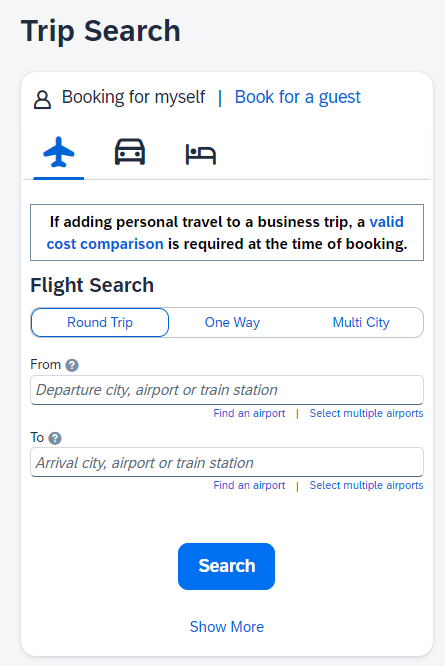 Trip Search
Booking for myself | Book for a guest
If adding personal travel to a business trip, a valid
cost comparison is required at the time of booking.
Flight Search
Round Trip One Way Multi City
From ?
Departure city, airport or train station
Find an airport | Select multiple airports
To ?
Arrival city, airport or train station
Find an airport | Select multiple airports
Search
Show More